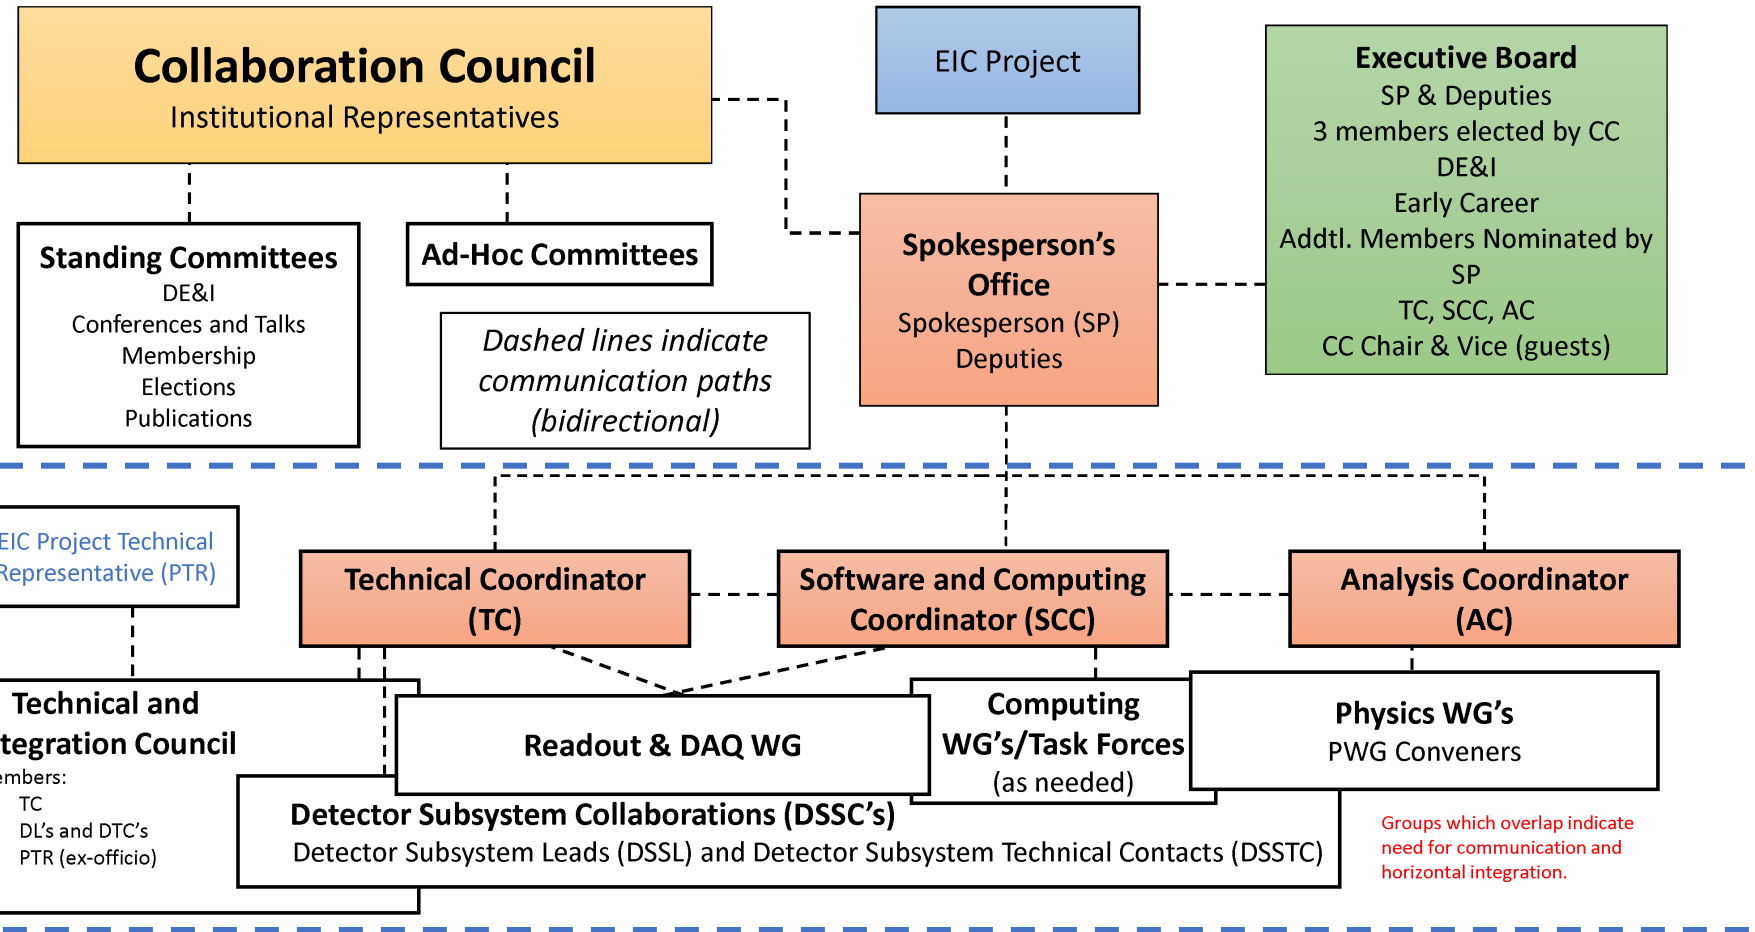 Collaboration Council
Institutional Representatives
EIC Project
Executive Board
SP & Deputies
3 members elected by CC
DE&I
Early Career
Addtl. Members Nominated by
SP
TC, SCC, AC
CC Chair & Vice (guests)
Standing Committees
DE&I
Conferences and Talks
Membership
Elections
Publications
Ad-Hoc Committees
Dashed lines indicate
communication paths
(bidirectional)
Spokesperson’s
Office
Spokesperson (SP)
Deputies
EIC Project Technical
Representative (PTR)
Technical Coordinator
(TC)
Software and Computing
Coordinator (SCC)
Analysis Coordinator
(AC)
Technical and
tegration Council
embers:
TC
DL’s and DTC’s
PTR (ex-officio)
Readout & DAQ WG
Computing
WG’s/Task Forces
(as needed)
Physics WG’s
PWG Conveners
Detector Subsystem Collaborations (DSSC’s)
Detector Subsystem Leads (DSSL) and Detector Subsystem Technical Contacts (DSSTC)
Groups which overlap indicate
need for communication and
horizontal integration.